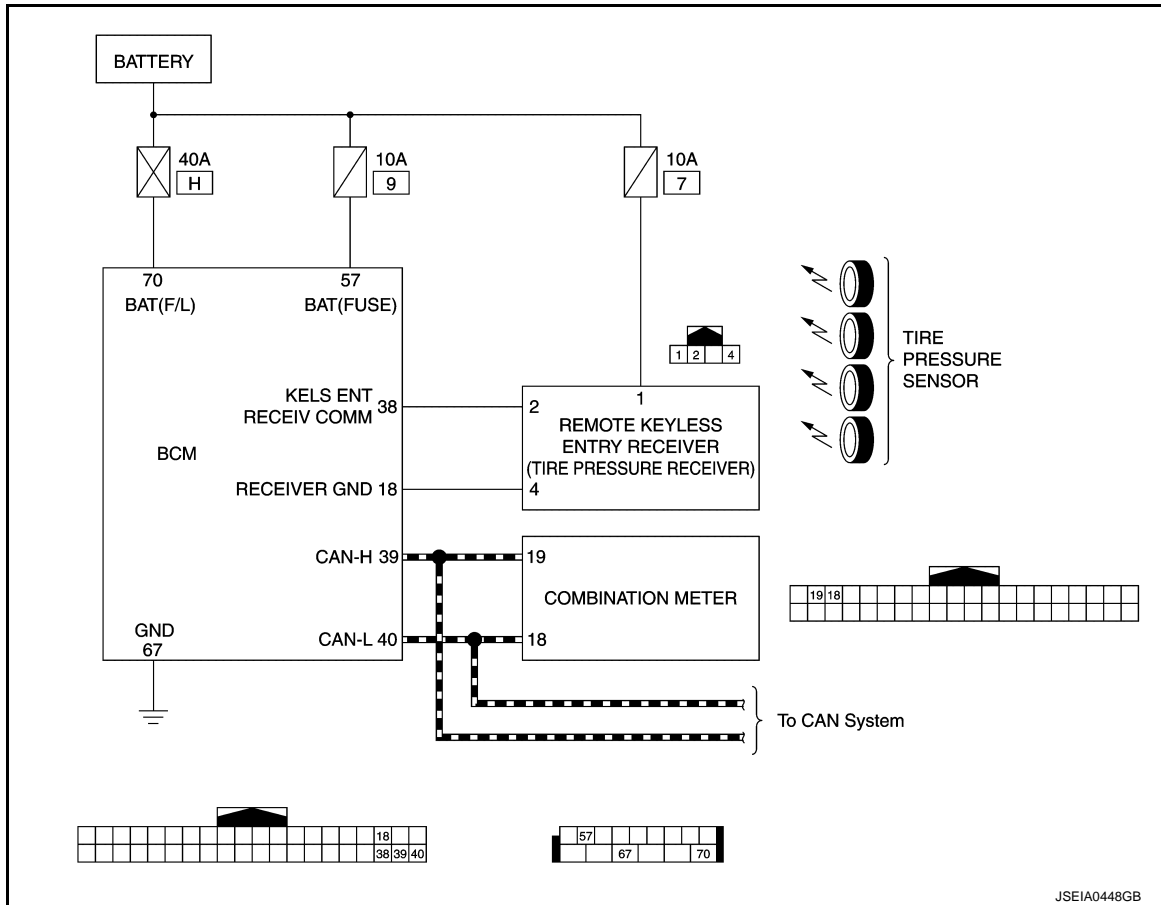 BATTERY
40A
H
10A
9
10A
7
70
57
BAT(F/L)
BAT(FUSE)
1 2 4
TIRE
PRESSURE
SENSOR
KELS ENT
RECEIV COMM 38
2
1
REMOTE KEYLESS
ENTRY RECEIVER
(TIRE PRESSURE RECEIVER)
BCM
RECEIVER GND 18
4
CAN-H 39
19
COMBINATION METER
19 18
GND
67
CAN-L 40
18
To CAN System
18
38 39 40
57
67 70
JSEIA0448GB